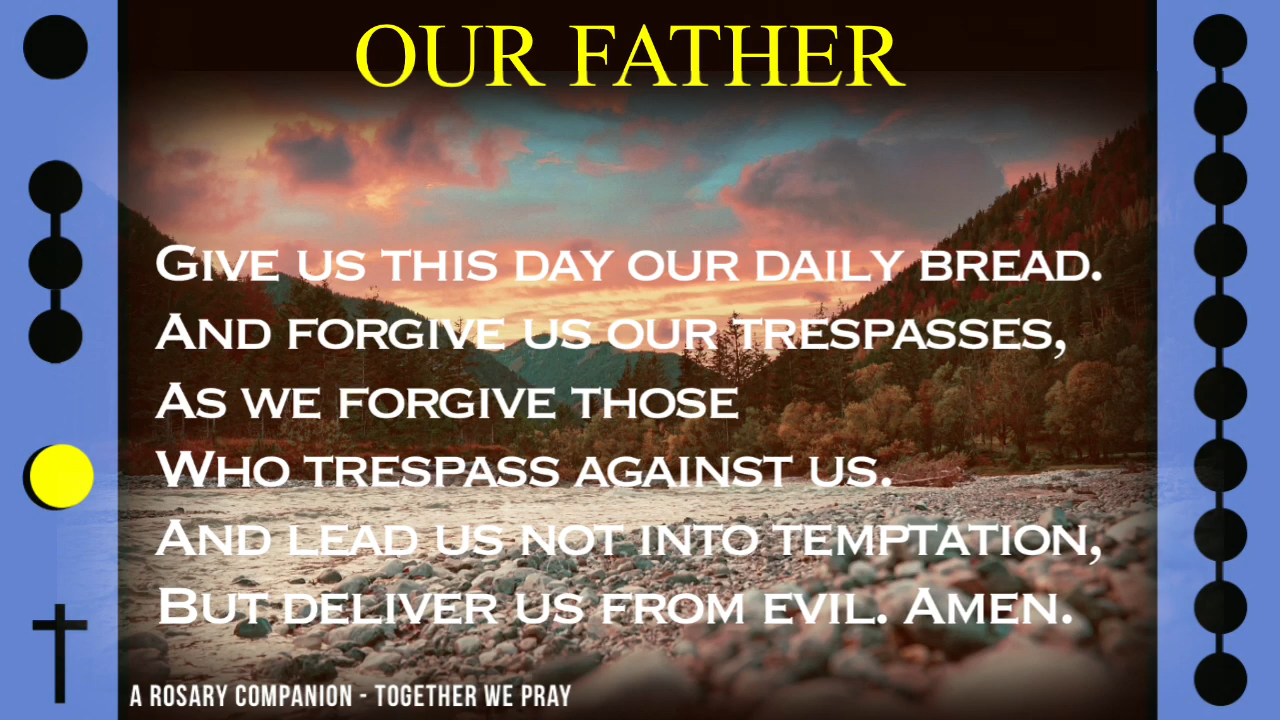 OUR FATHER
Give us this day our daily bread.
And forgive us our trespasses,
As we forgive those
Who trespass against us.
And lead us not into temptation,
But deliver us from evil. Amen.
A ROSARY COMPANION - TOGETHER WE PRAY